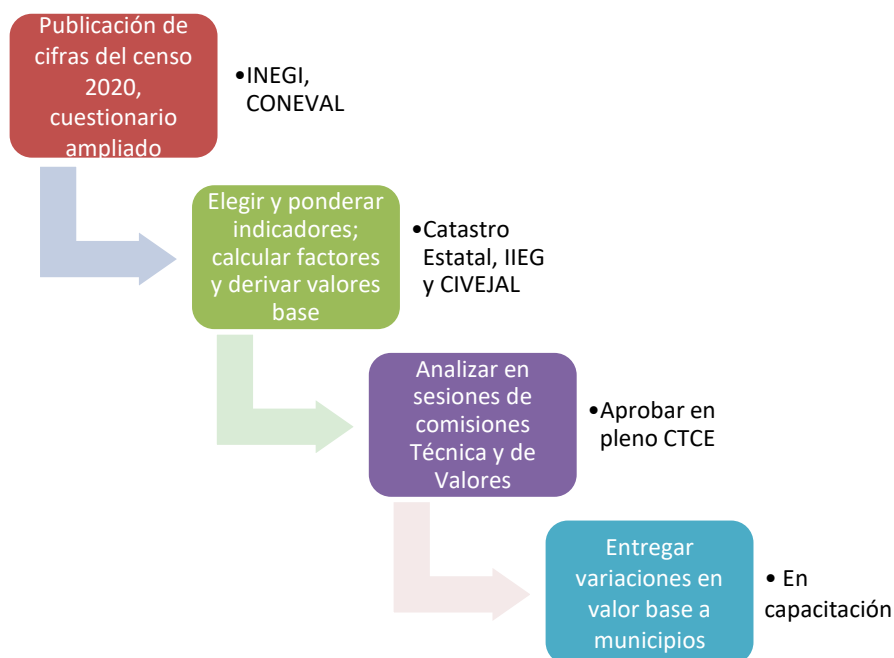 Publicación de
cifras del censo
2020,
cuestionario
ampliado
•INEGI,
CONEVAL
Elegir y ponderar
indicadores;
calcular factores
y derivar valores
base
•Catastro
Estatal, IIEG
y CIVEJAL
Analizar en
sesiones de
comisiones
Técnica y de
Valores
•Aprobar en
pleno CTCE
Entregar
variaciones en
valor base a
municipios
• En
capacitación